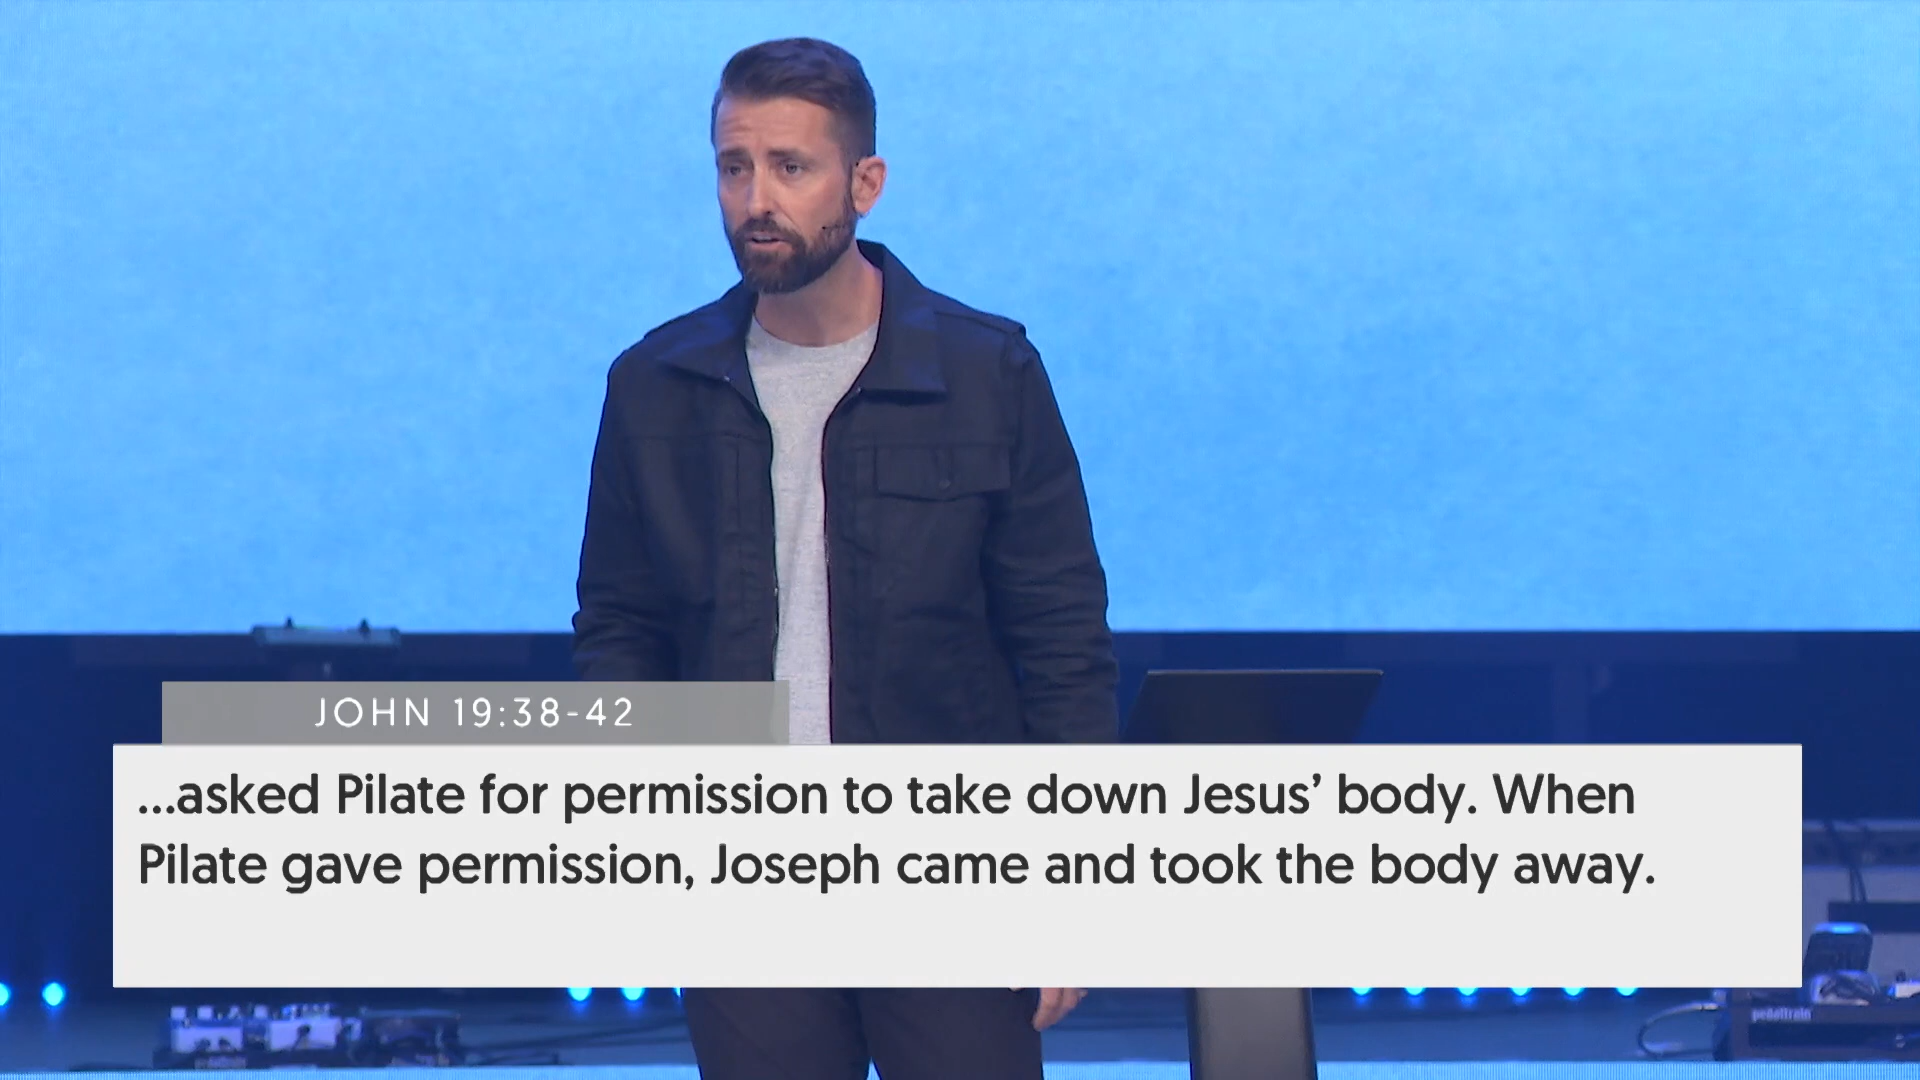 JOHN 19:38-42
...asked Pilate for permission to take down Jesus’ body. When
Pilate gave permission, Joseph came and took the body away.
pedaltrain